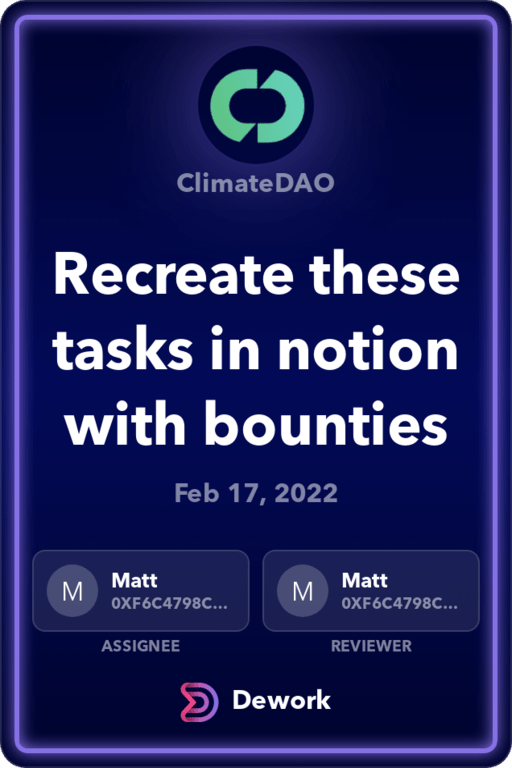 ClimateDAO
Recreate these
tasks in notion
with bounties
Feb 17, 2022
M
Matt
0XF6C4798C...
M
Matt
0XF6C4798C...
ASSIGNEE
REVIEWER
Dework